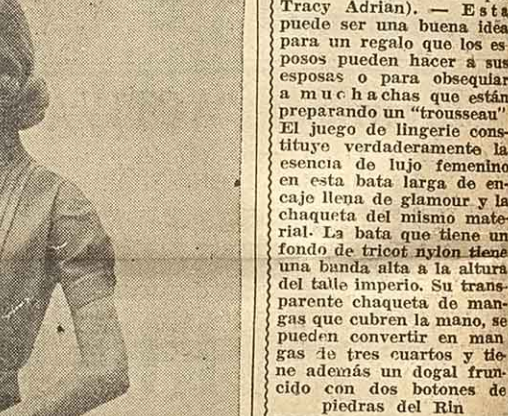 Tracy Adrian). — Esta
puede ser una buena idea
para un regalo que los es
posos pueden hacer a sus
esposas o para obsequiar
a muchachas que están
preparando un "trousseau"
El juego de lingerie cons-
tituye verdaderamente la
esencia de lujo femenino
en esta bata larga de en-
caje llena de glamour y la
chaqueta del mismo mate-
rial. La bata que tiene un
fondo de tricot nylon tiene
una banda alta a la altura
del talle imperio. Su trans-
parente chaqueta de man-
gas que cubren la mano, se
pueden convertir en man
gas de tres cuartos y tie-
ne además un dogal frun-
cido con dos botones de
piedras del Rin